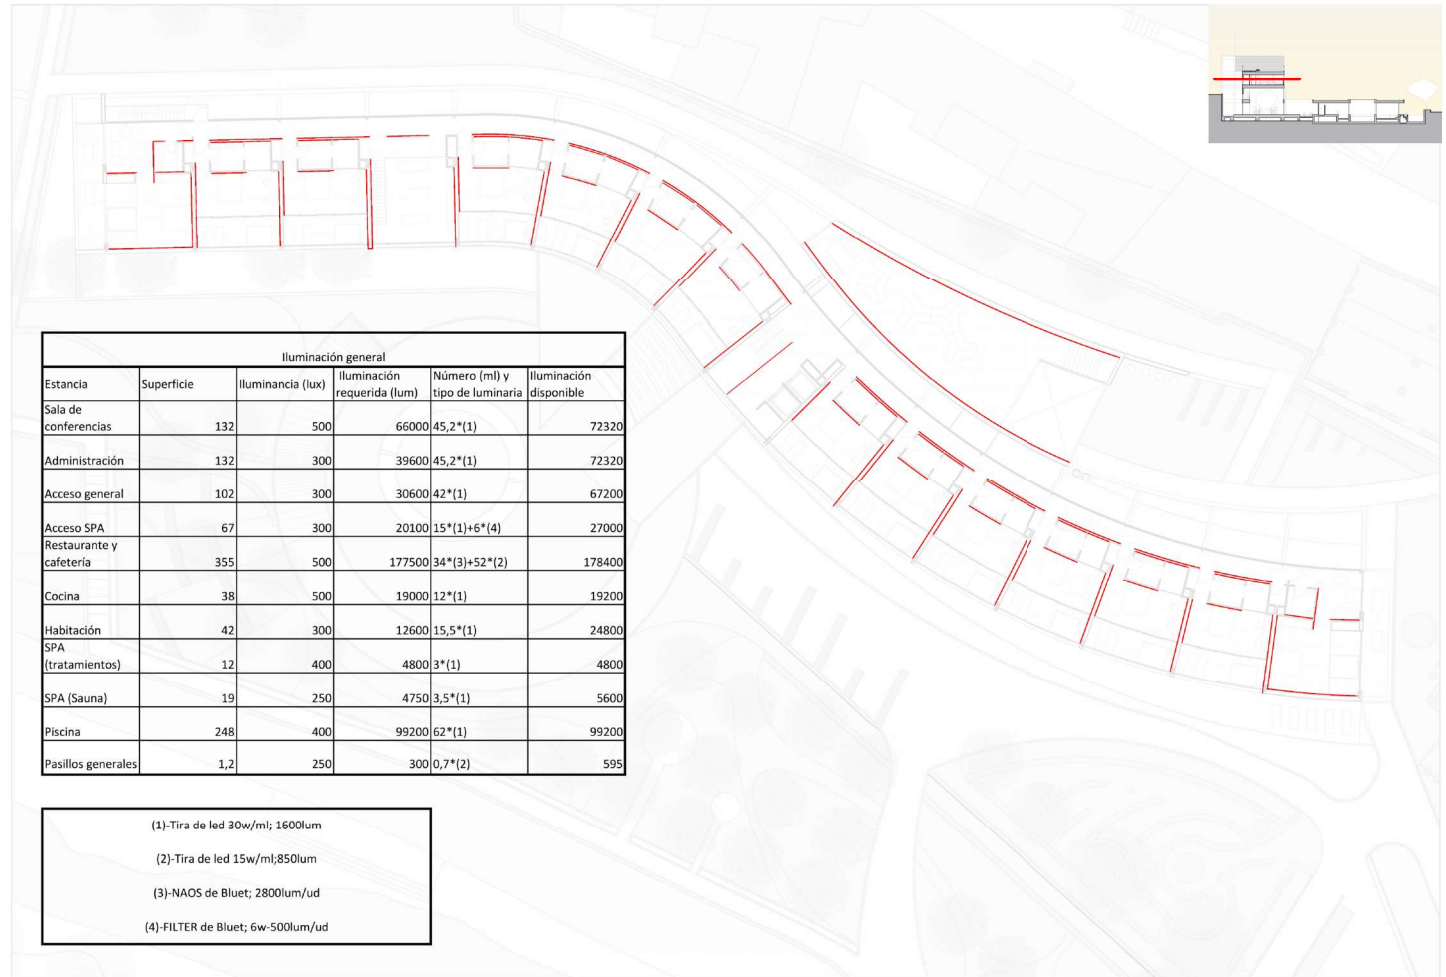 Iluminación general
Estancia Superficie Iluminancia (lux) Iluminación requerida (lum) Número (ml) y tipo de luminaria Iluminación disponible
Sala de conferencias 132 500 66000 45,2*(1) 72320
Administración 132 300 39600 45,2*(1) 72320
Acceso general 102 300 30600 42*(1) 67200
Acceso SPA 67 300 20100 15*(1)+6*(4) 27000
Restaurante y cafetería 355 500 177500 34*(3)+52*(2) 178400
Cocina 38 500 19000 12*(1) 19200
Habitación 42 300 12600 15,5*(1) 24800
SPA (tratamientos) 12 400 4800 3*(1) 4800
SPA (Sauna) 19 250 4750 3,5*(1) 5600
Piscina 248 400 99200 62*(1) 99200
Pasillos generales 1,2 250 300 0,7*(2) 595
(1)-Tira de led 30w/ml; 1600lum
(2)-Tira de led 15w/ml;850lum
(3)-NAOS de Bluet; 2800lum/ud
(4)-FILTER de Bluet; 6w-500lum/ud